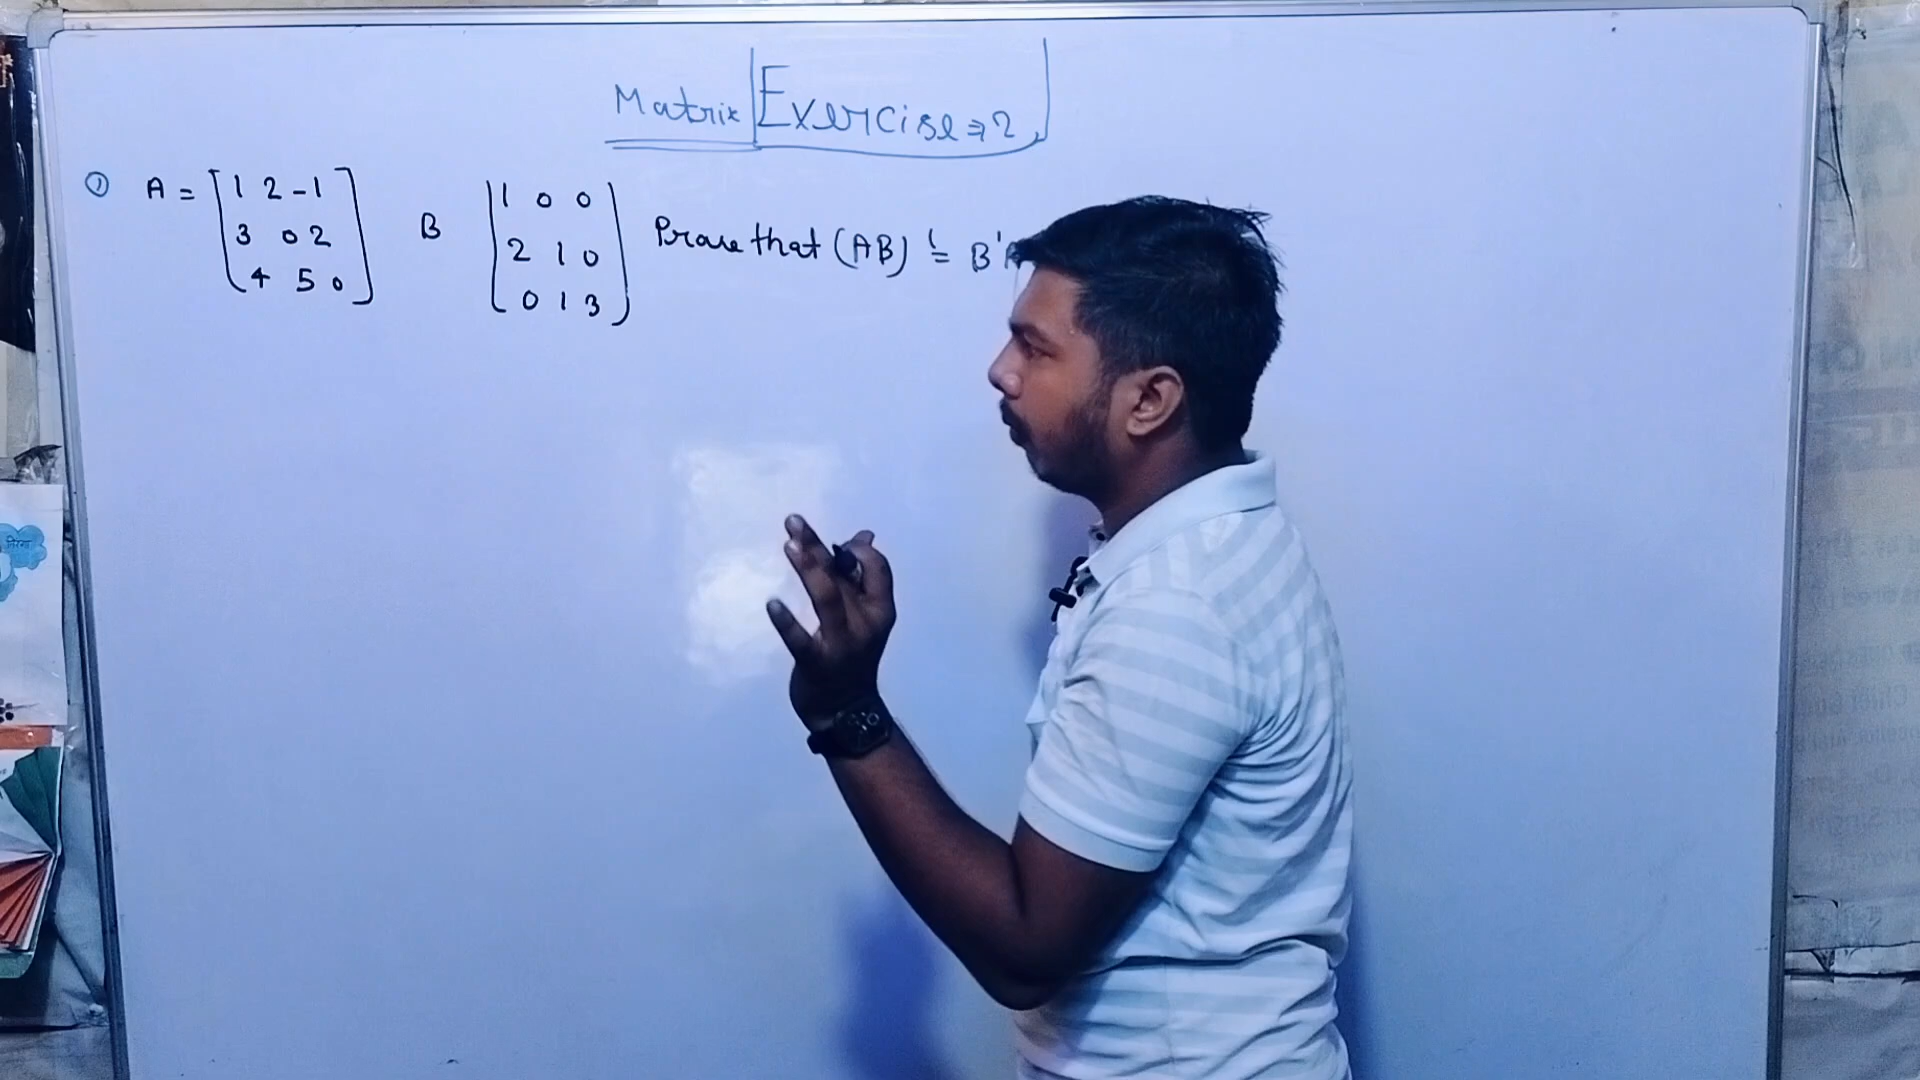 Matrix Exercise ⇒ 2
① A = [1 2 -1 B [1 0 0 Prove that (AB)' = B'A
3 0 2 2 1 0
4 5 0] 0 1 3]